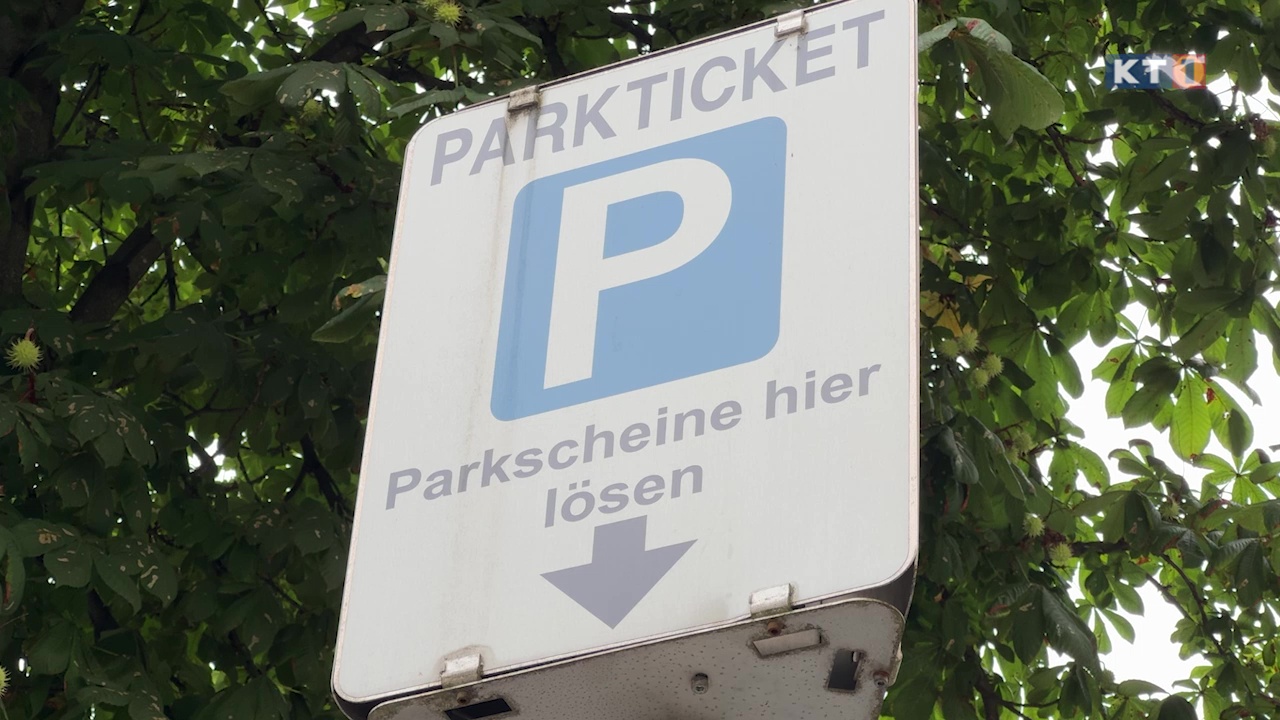 KT1
PARKTICKET
P
Parkscheine hier
lösen